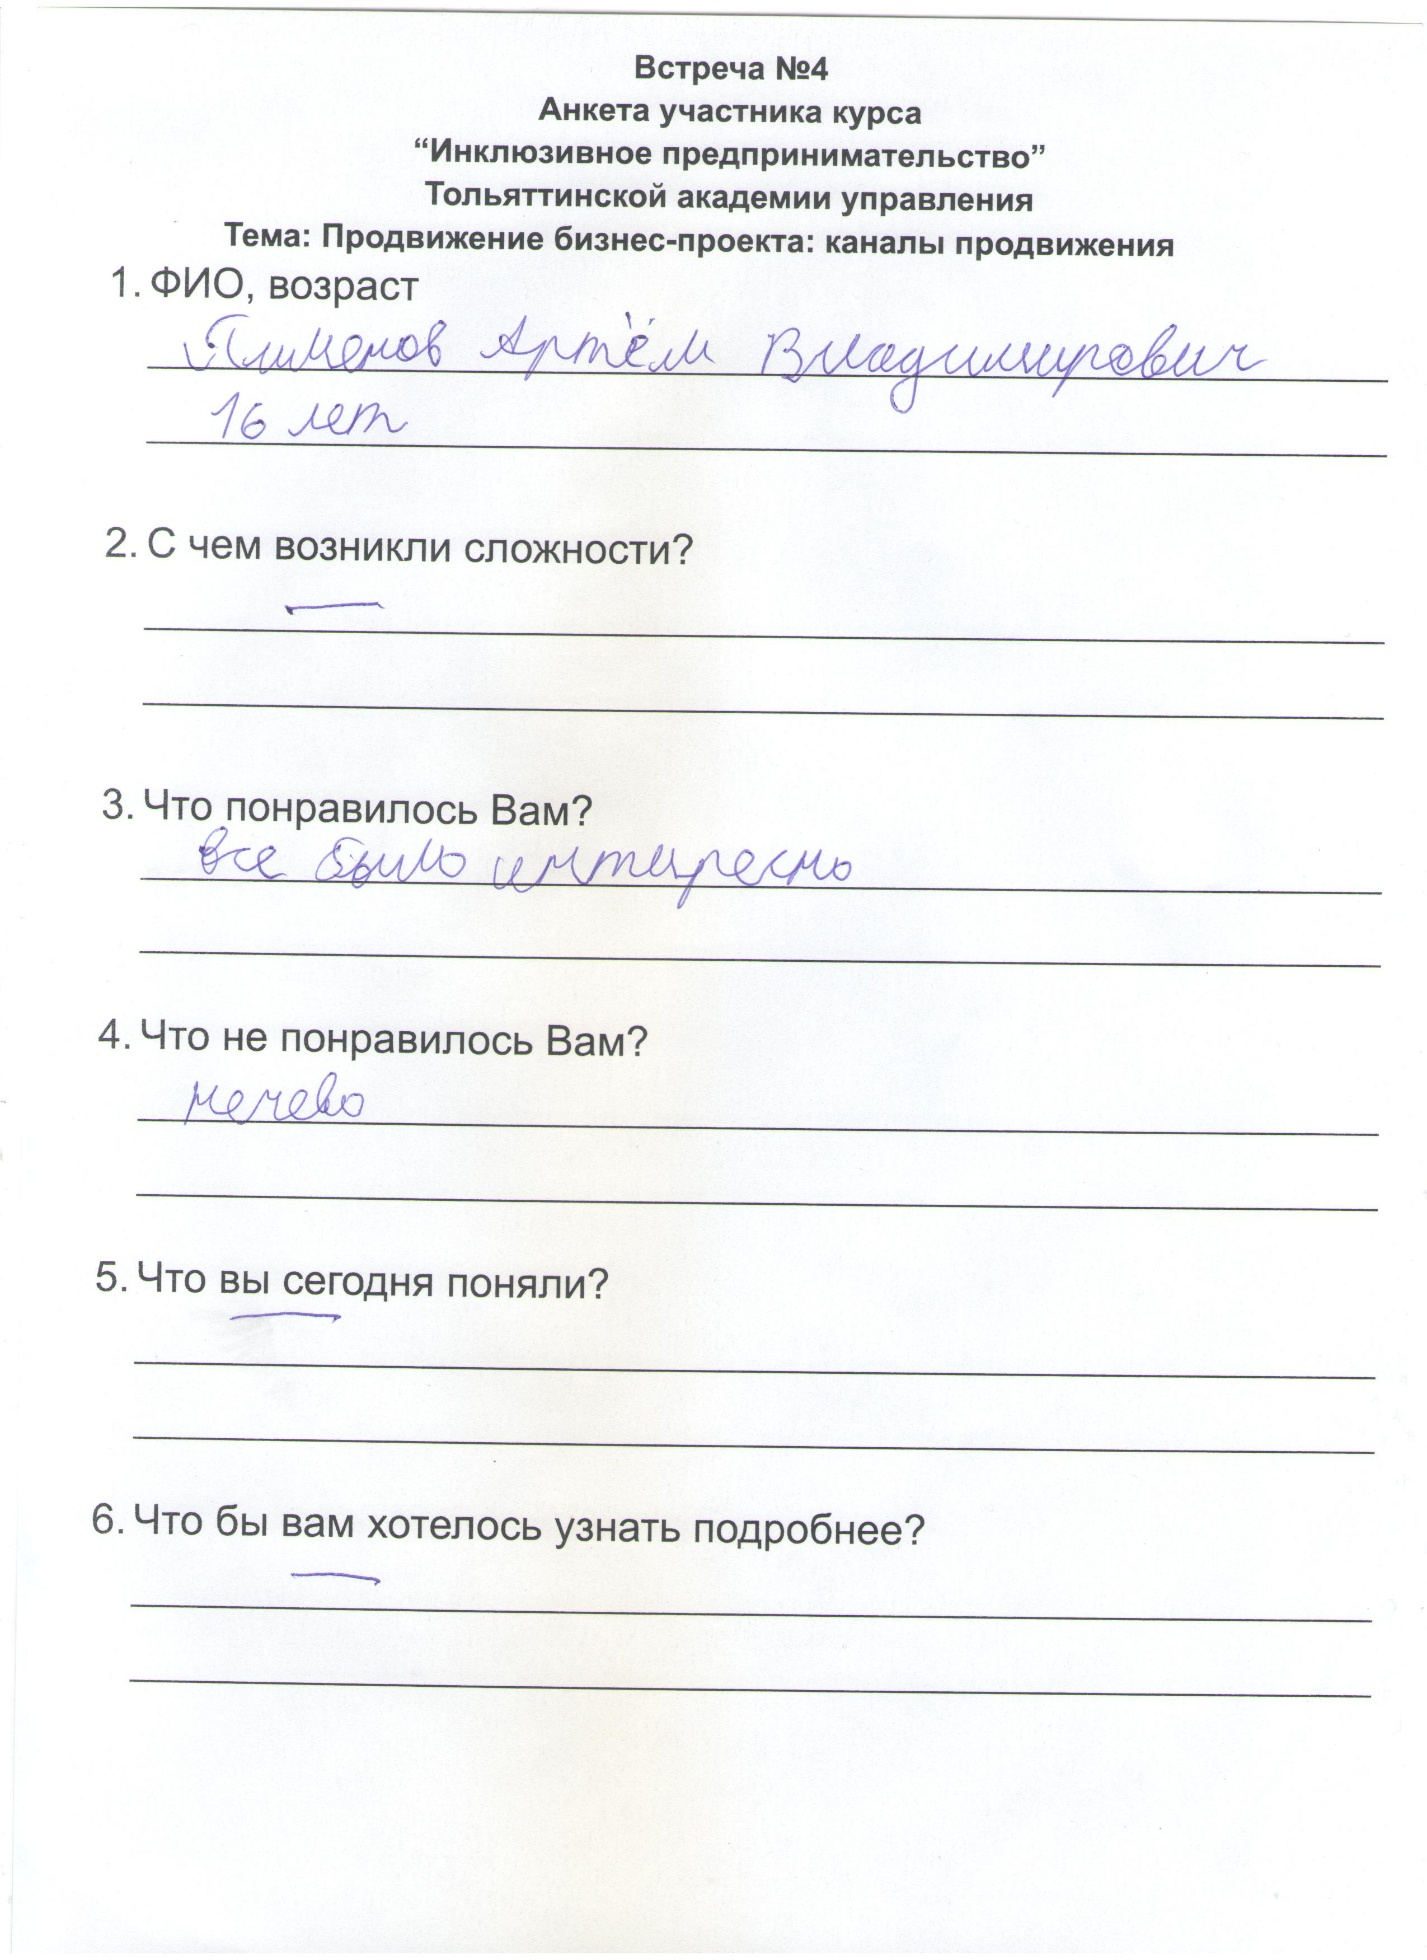 Встреча №4
Анкета участника курса
“Инклюзивное предпринимательство”
Тольяттинской академии управления
Тема: Продвижение бизнес-проекта: каналы продвижения
1. ФИО, возраст
Пименов Артём Владимирович
16 лет
2. С чем возникли сложности?
—
3. Что понравилось Вам?
все было интиресно
4. Что не понравилось Вам?
нечево
5. Что вы сегодня поняли?
—
6. Что бы вам хотелось узнать подробнее?
—